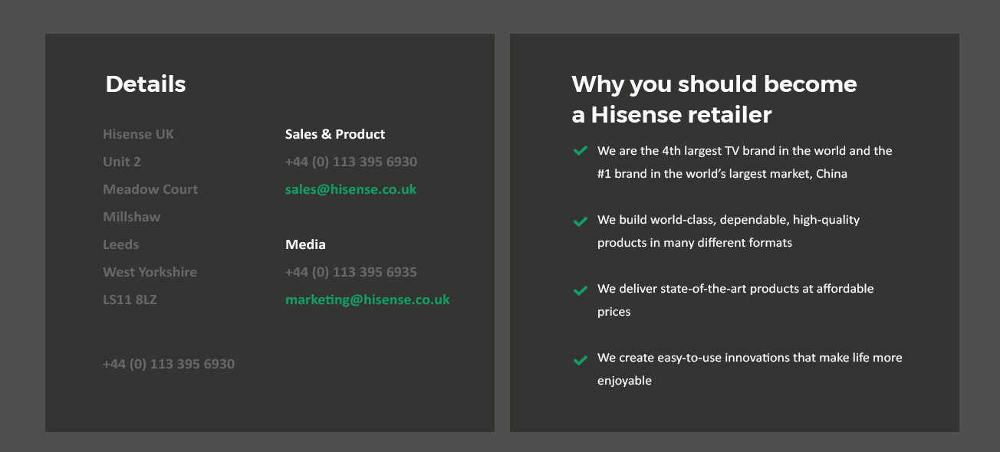 Details
Hisense UK
Unit 2
Meadow Court
Millshaw
Leeds
West Yorkshire
LS11 8LZ
+44 (0) 113 395 6930
Sales & Product
+44 (0) 113 395 6930
sales@hisense.co.uk
Media
+44 (0) 113 395 6935
marketing@hisense.co.uk
Why you should become
a Hisense retailer
We are the 4th largest TV brand in the world and the
#1 brand in the world’s largest market, China
We build world-class, dependable, high-quality
products in many different formats
We deliver state-of-the-art products at affordable
prices
We create easy-to-use innovations that make life more
enjoyable